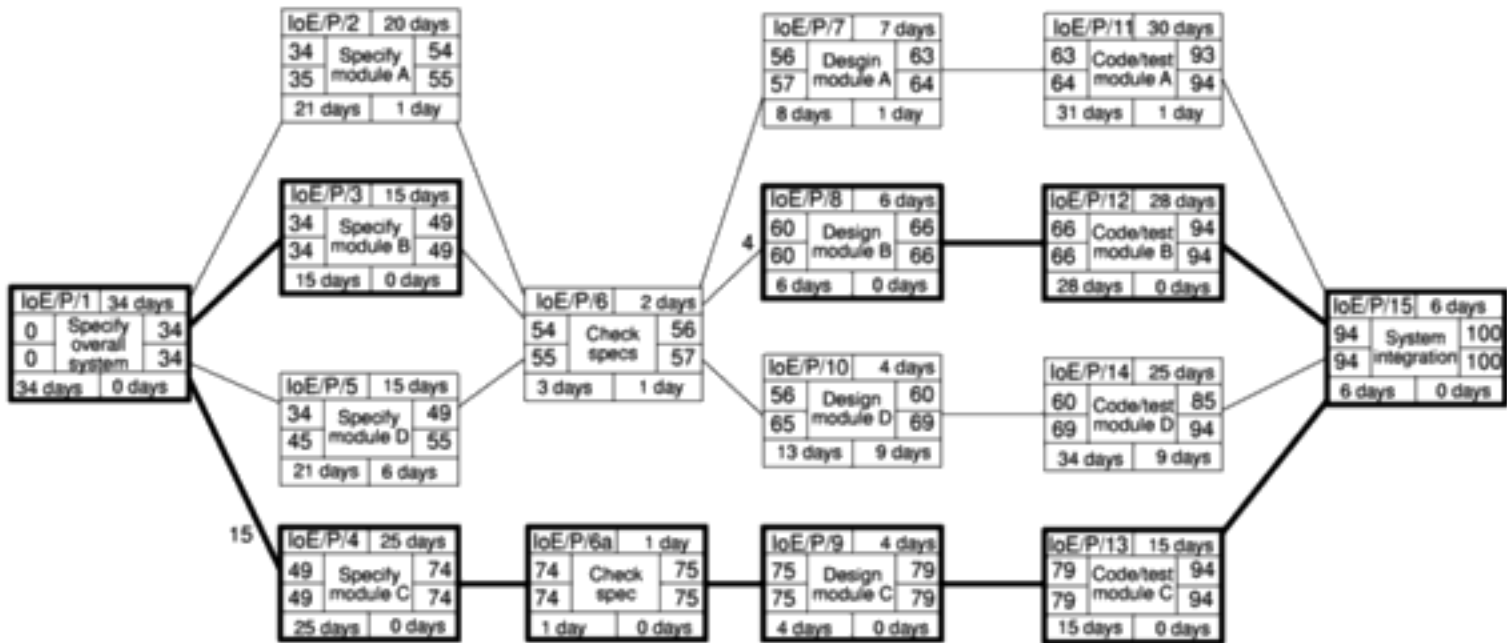 IoE/P/2 20 days
34 Specify module A 54
35 55
21 days 1 day
IoE/P/7 7 days
56 Desgin module A 63
57 64
8 days 1 day
IoE/P/11 30 days
63 Code/test module A 93
64 94
31 days 1 day
IoE/P/3 15 days
34 Specify module B 49
34 49
15 days 0 days
4
IoE/P/8 6 days
60 Design module B 66
60 66
6 days 0 days
IoE/P/12 28 days
66 Code/test module B 94
66 94
28 days 0 days
IoE/P/1 34 days
0 Specify overall system 34
0 34
34 days 0 days
IoE/P/6 2 days
54 Check specs 56
55 57
3 days 1 day
IoE/P/15 6 days
94 System integration 100
94 100
6 days 0 days
IoE/P/5 15 days
34 Specify module D 49
45 55
21 days 6 days
IoE/P/10 4 days
56 Design module D 60
65 69
13 days 9 days
IoE/P/14 25 days
60 Code/test module D 85
69 94
34 days 9 days
15
IoE/P/4 25 days
49 Specify module C 74
49 74
25 days 0 days
IoE/P/6a 1 day
74 Check spec 75
74 75
1 day 0 days
IoE/P/9 4 days
75 Design module C 79
75 79
4 days 0 days
IoE/P/13 15 days
79 Code/test module C 94
79 94
15 days 0 days